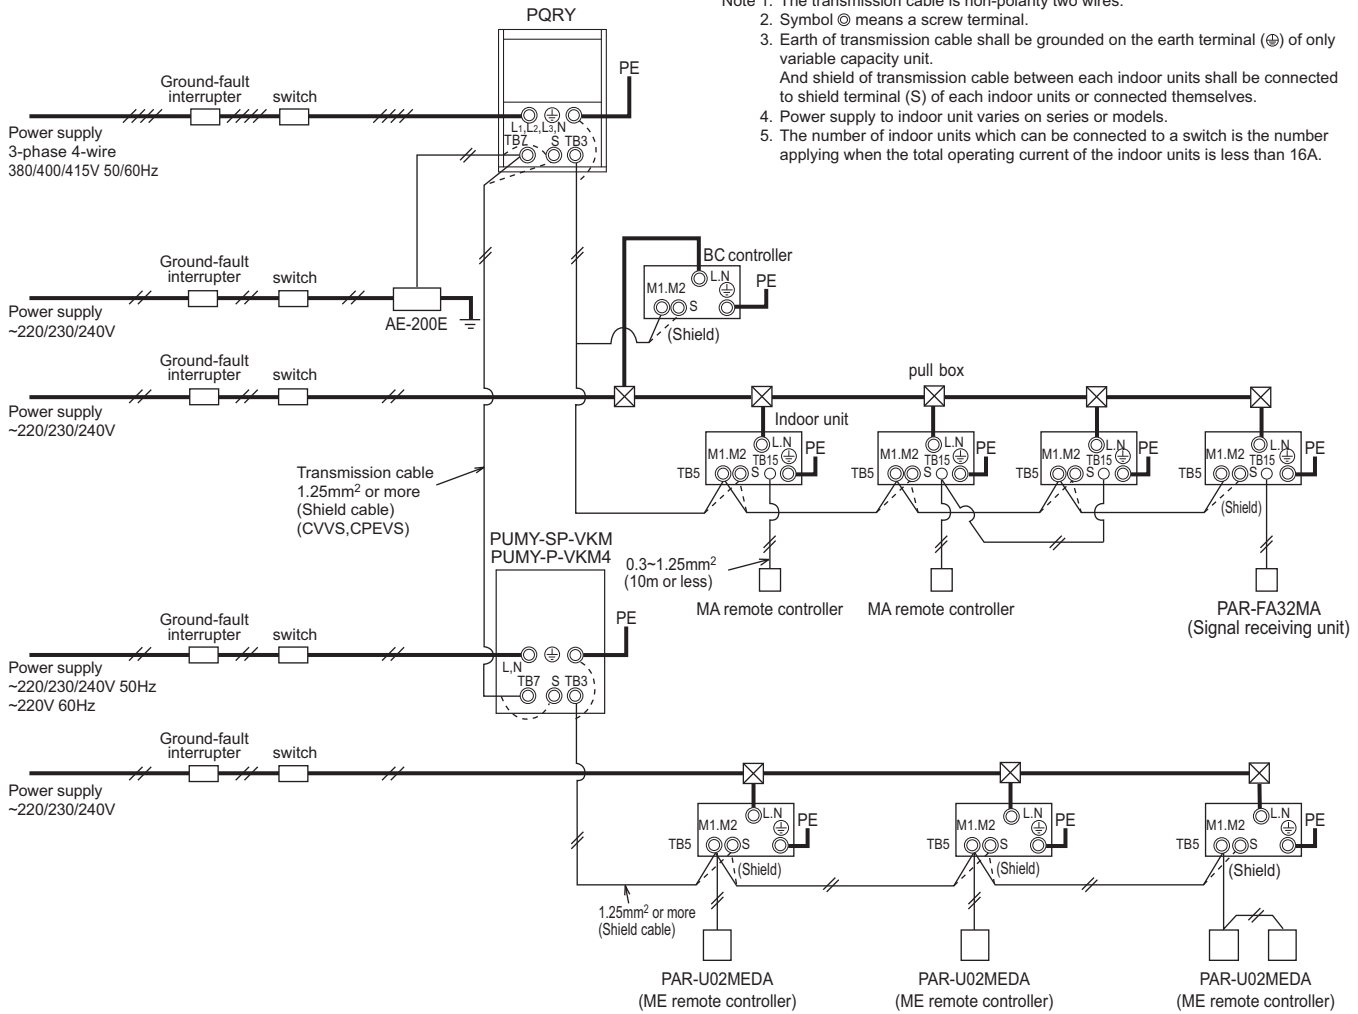 Note 1. The transmission cable is non-polarity two wires.
2. Symbol ◎ means a screw terminal.
3. Earth of transmission cable shall be grounded on the earth terminal (⏚) of only
variable capacity unit.
And shield of transmission cable between each indoor units shall be connected
to shield terminal (S) of each indoor units or connected themselves.
4. Power supply to indoor unit varies on series or models.
5. The number of indoor units which can be connected to a switch is the number
applying when the total operating current of the indoor units is less than 16A.
PQRY
PE
Ground-fault
interrupter
switch
L1,L2,L3,N
TB7 S TB3
Power supply
3-phase 4-wire
380/400/415V 50/60Hz
BC controller
L.N
PE
M1.M2
S
(Shield)
Ground-fault
interrupter
switch
AE-200E
Power supply
~220/230/240V
Ground-fault
interrupter
switch
pull box
Power supply
~220/230/240V
Indoor unit
L.N PE
M1.M2 TB15
TB5 S
L.N PE
M1.M2 TB15
TB5 S
L.N PE
M1.M2 TB15
TB5 S
L.N PE
M1.M2 TB15
TB5 S
(Shield)
Transmission cable
1.25mm2 or more
(Shield cable)
(CVVS,CPEVS)
PUMY-SP-VKM
PUMY-P-VKM4
0.3~1.25mm2
(10m or less)
MA remote controller
MA remote controller
PAR-FA32MA
(Signal receiving unit)
Ground-fault
interrupter
switch
PE
L,N
TB7 S TB3
Power supply
~220/230/240V 50Hz
~220V 60Hz
Ground-fault
interrupter
switch
Power supply
~220/230/240V
L.N PE
M1.M2
TB5 S
(Shield)
L.N PE
M1.M2
TB5 S
(Shield)
L.N PE
M1.M2
TB5 S
(Shield)
1.25mm2 or more
(Shield cable)
PAR-U02MEDA
(ME remote controller)
PAR-U02MEDA
(ME remote controller)
PAR-U02MEDA
(ME remote controller)